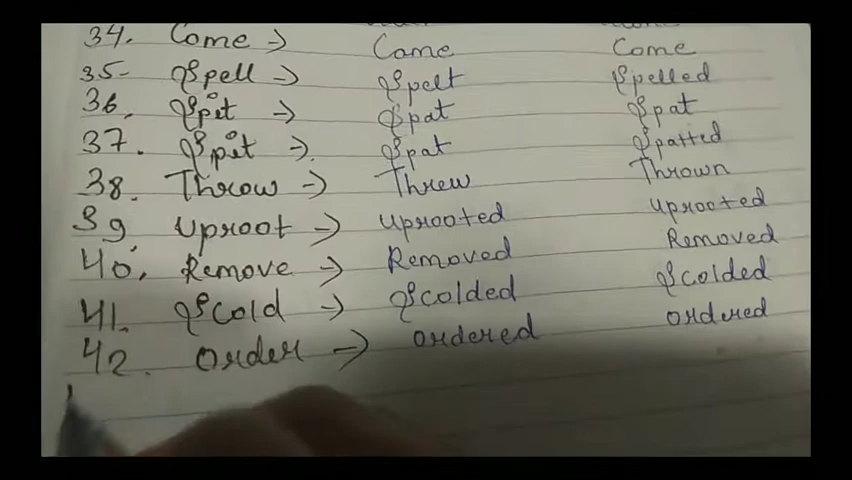 34. Come → Came Come
35- Spell → Spelt Spelled
36. Spit → Spat Spat
37. Spit → Spat Spatted
38. Throw → Threw Thrown
39. Uproot → uprooted uprooted
40. Remove → Removed Removed
41. Scold → Scolded Scolded
42. Order → ordered ordered